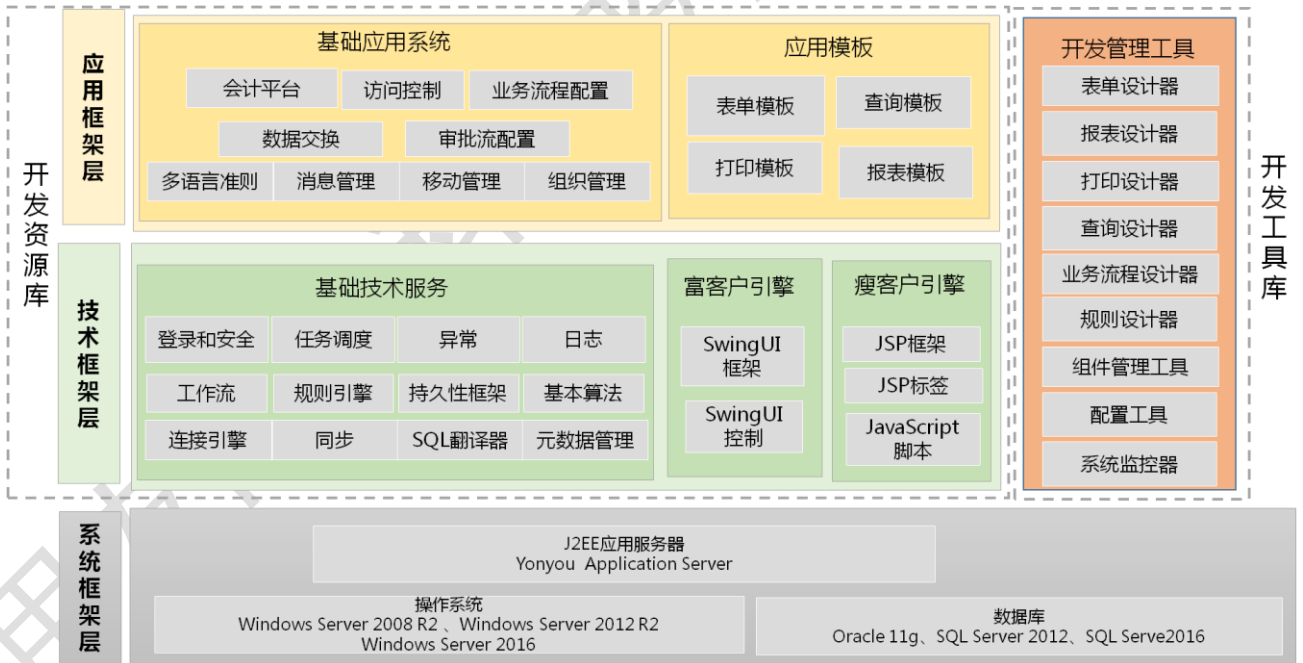 开发资源库
应用框架层
基础应用系统
会计平台
访问控制
业务流程配置
数据交换
审批流配置
多语言准则
消息管理
移动管理
组织管理
应用模板
表单模板
查询模板
打印模板
报表模板
技术框架层
基础技术服务
登录和安全
任务调度
异常
日志
工作流
规则引擎
持久性框架
基本算法
连接引擎
同步
SQL翻译器
元数据管理
富客户引擎
SwingUI
框架
SwingUI
控制
瘦客户引擎
JSP框架
JSP标签
JavaScript
脚本
开发管理工具
表单设计器
报表设计器
打印设计器
查询设计器
业务流程设计器
规则设计器
组件管理工具
配置工具
系统监控器
开发工具库
系统框架层
J2EE应用服务器
Yonyou Application Server
操作系统
Windows Server 2008 R2 、Windows Server 2012 R2
Windows Server 2016
数据库
Oracle 11g、SQL Server 2012、SQL Serve2016